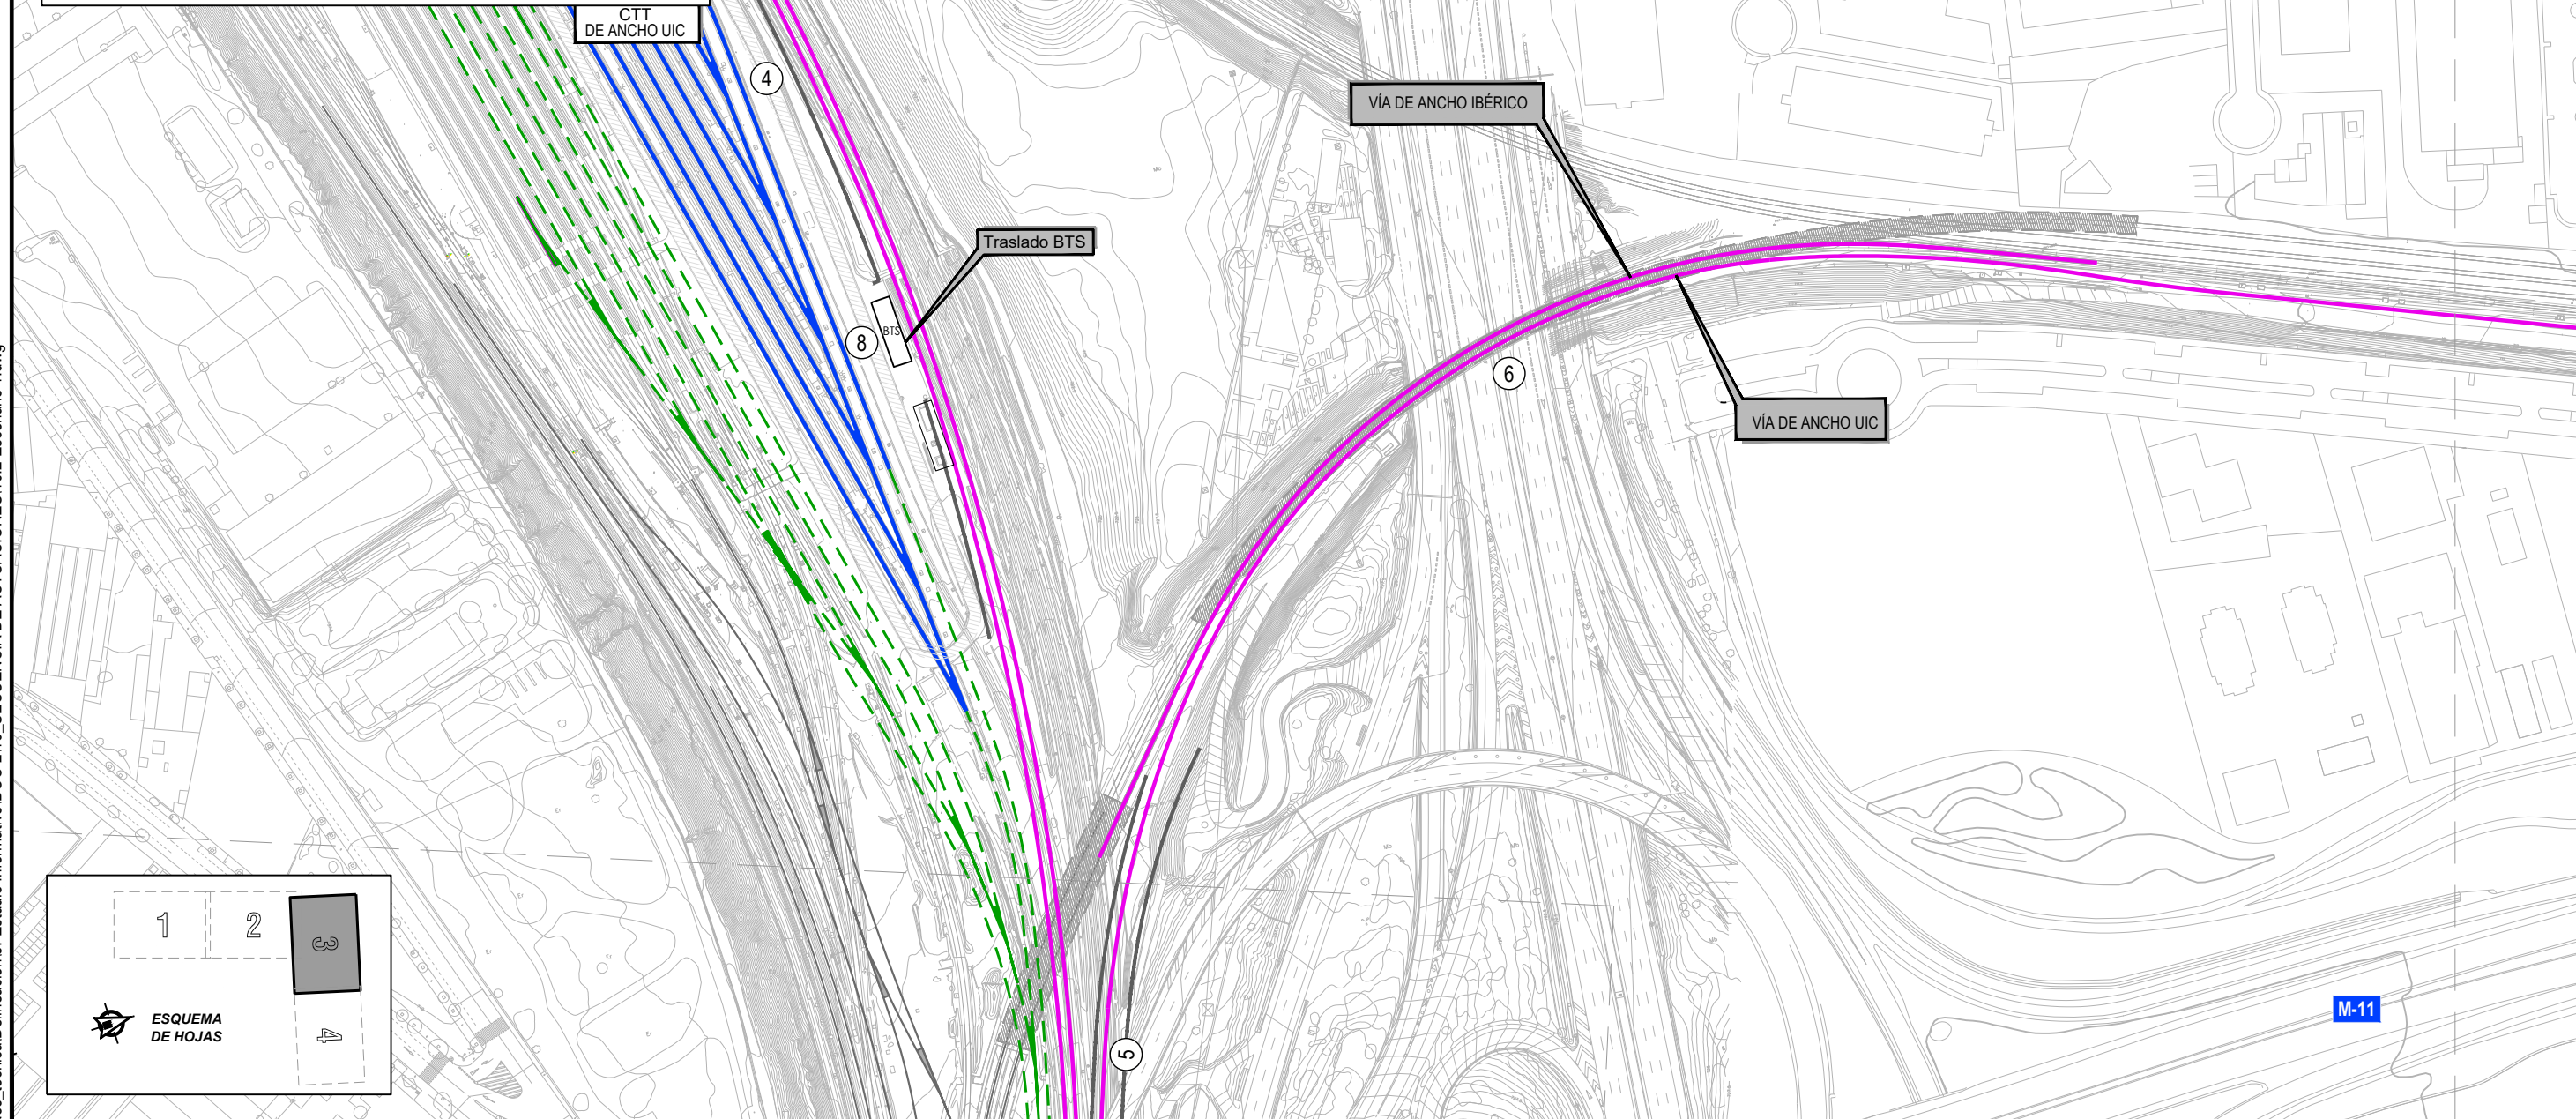 CTT
DE ANCHO UIC
4
VÍA DE ANCHO IBÉRICO
Traslado BTS
BTS
8
6
VÍA DE ANCHO UIC
1
2
3
4
ESQUEMA
DE HOJAS
M-11
5